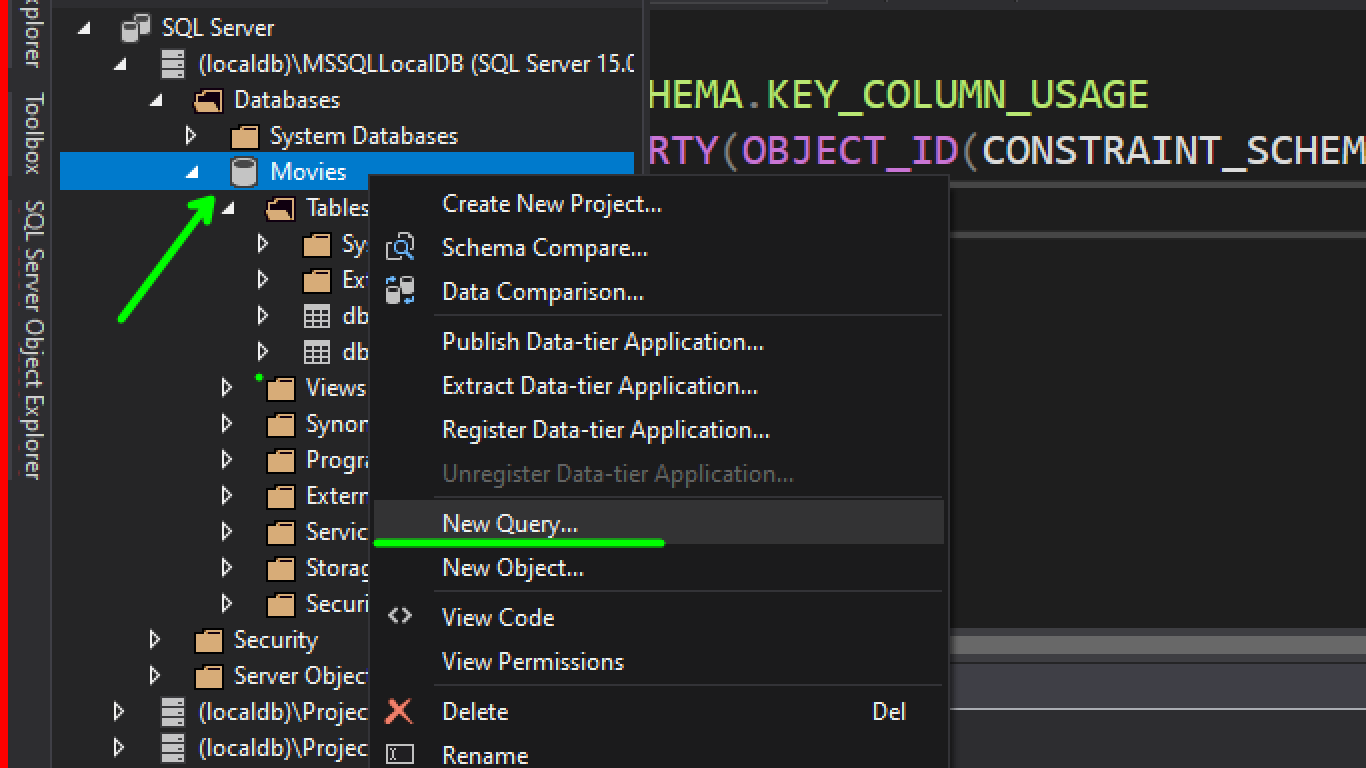 xplorer
Toolbox
SQL Server Object Explorer
SQL Server
(localdb)\MSSQLLocalDB (SQL Server 15.0
Databases
System Databases
Movies
Tables
Sy
Ex
db
db
Views
Synon
Progra
Extern
Servic
Storag
Securi
Security
Server Objec
(localdb)\Projec
(localdb)\Projec
Create New Project...
Schema Compare...
Data Comparison...
Publish Data-tier Application...
Extract Data-tier Application...
Register Data-tier Application...
Unregister Data-tier Application...
New Query...
New Object...
View Code
View Permissions
Delete Del
Rename
HEMA.KEY_COLUMN_USAGE
RTY(OBJECT_ID(CONSTRAINT_SCHEM